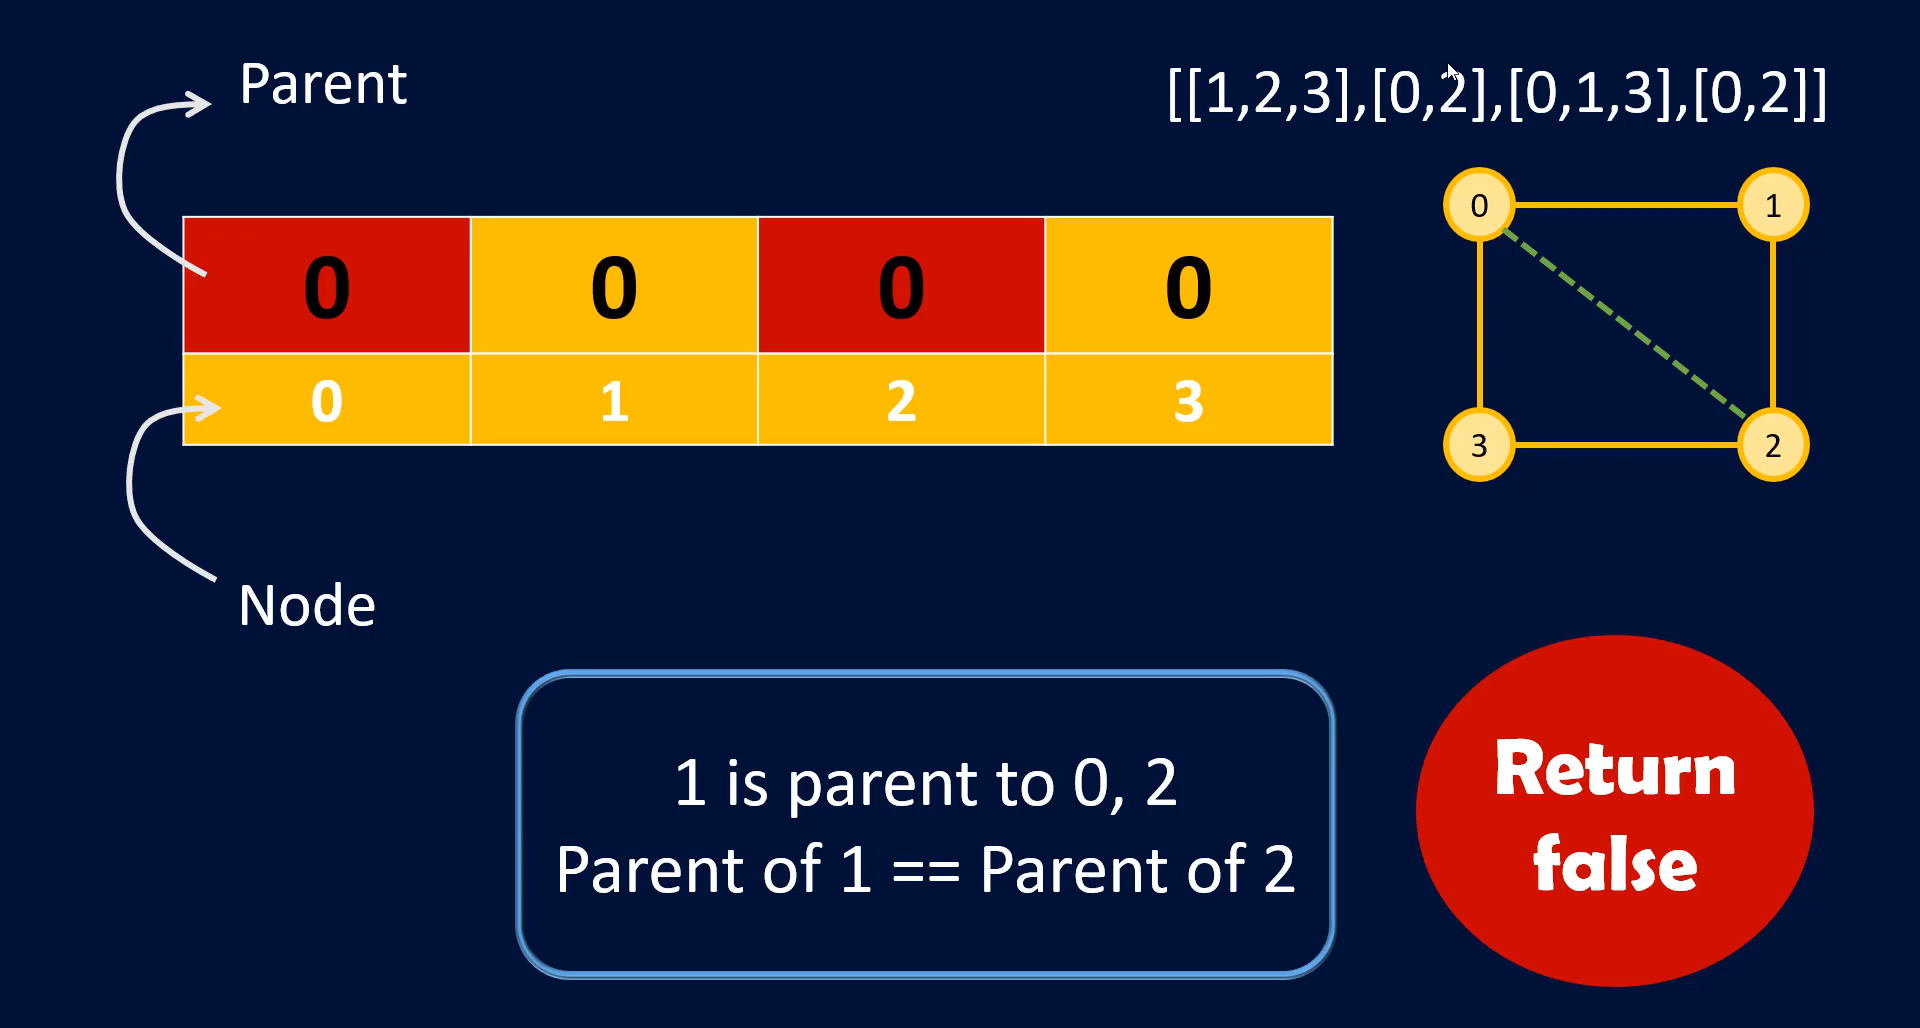 Parent
[[1,2,3],[0,2],[0,1,3],[0,2]]
0 1
0 0 0 0
0 1 2 3
3 2
Node
1 is parent to 0, 2
Parent of 1 == Parent of 2
Return
false